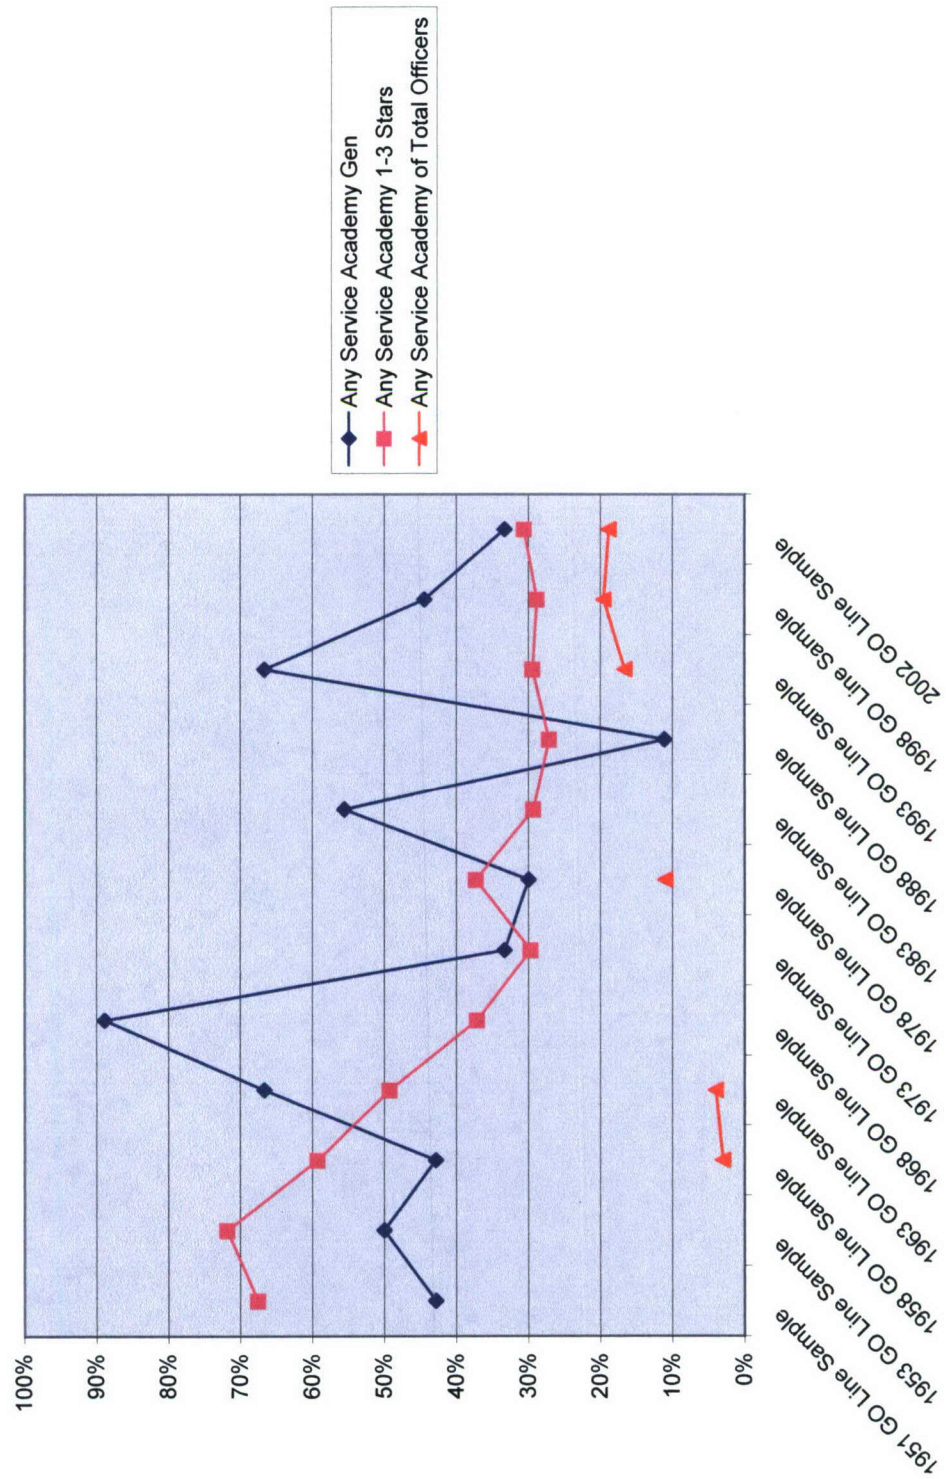 100%
90%
80%
70%
60%
50%
40%
30%
20%
10%
0%
1951 GO Line Sample
1953 GO Line Sample
1958 GO Line Sample
1963 GO Line Sample
1968 GO Line Sample
1973 GO Line Sample
1978 GO Line Sample
1983 GO Line Sample
1988 GO Line Sample
1993 GO Line Sample
1998 GO Line Sample
2002 GO Line Sample
Any Service Academy Gen
Any Service Academy 1-3 Stars
Any Service Academy of Total Officers